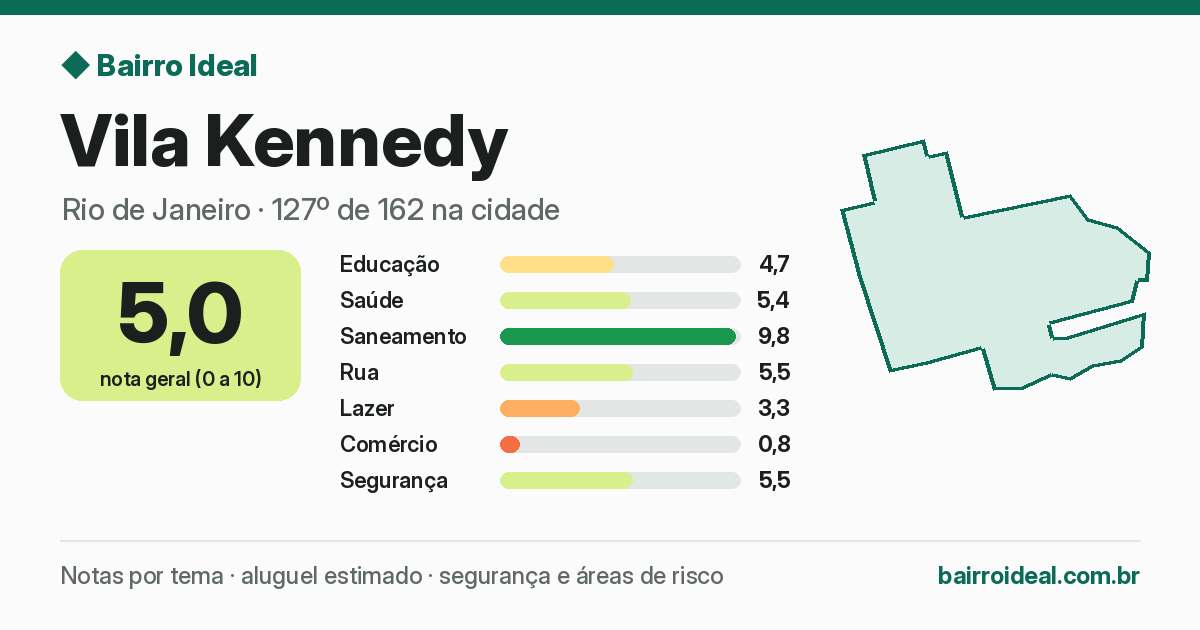 Bairro Ideal
Vila Kennedy
Rio de Janeiro · 127º de 162 na cidade
5,0
nota geral (0 a 10)
Educação 4,7
Saúde 5,4
Saneamento 9,8
Rua 5,5
Lazer 3,3
Comércio 0,8
Segurança 5,5
Notas por tema · aluguel estimado · segurança e áreas de risco
bairroideal.com.br